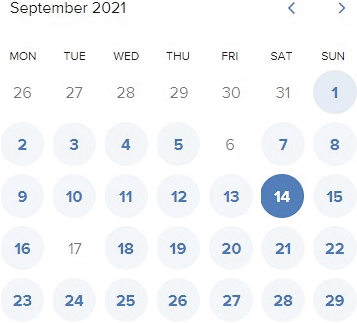 September 2021
MON TUE WED THU FRI SAT SUN
26 27 28 29 30 31 1
2 3 4 5 6 7 8
9 10 11 12 13 14 15
16 17 18 19 20 21 22
23 24 25 26 27 28 29